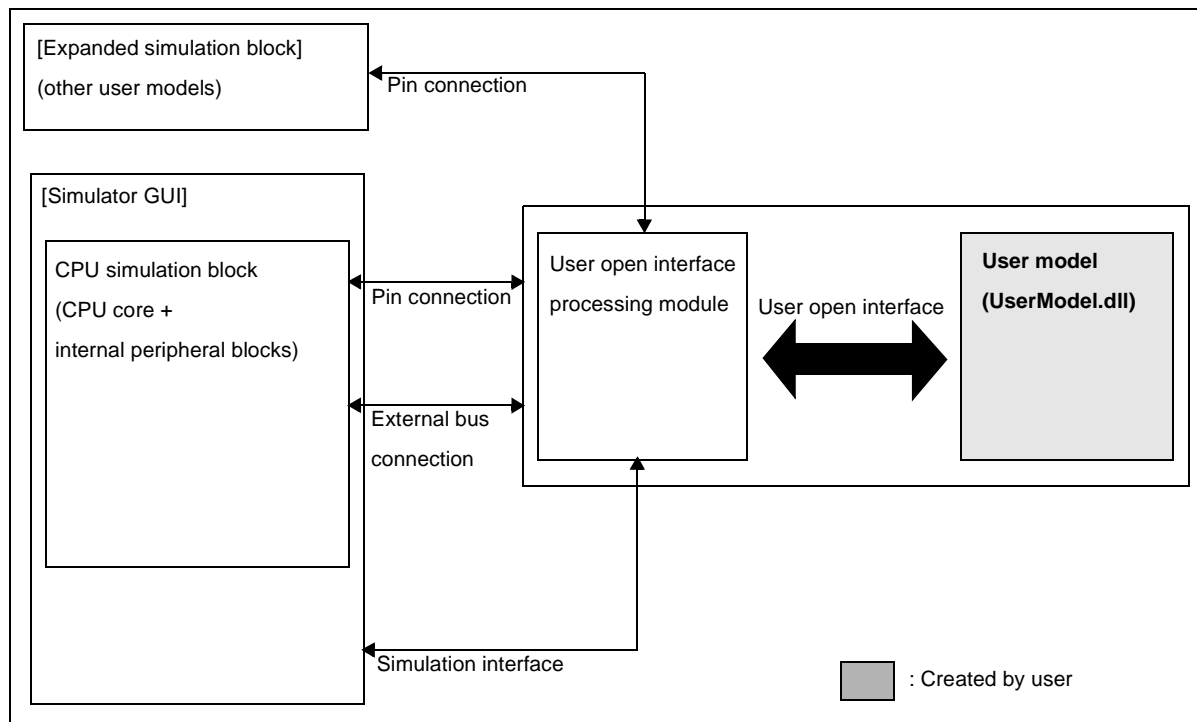 [Expanded simulation block]
(other user models)
Pin connection
[Simulator GUI]
CPU simulation block
(CPU core +
internal peripheral blocks)
Pin connection
External bus
connection
User open interface
processing module
User open interface
User model
(UserModel.dll)
Simulation interface
: Created by user